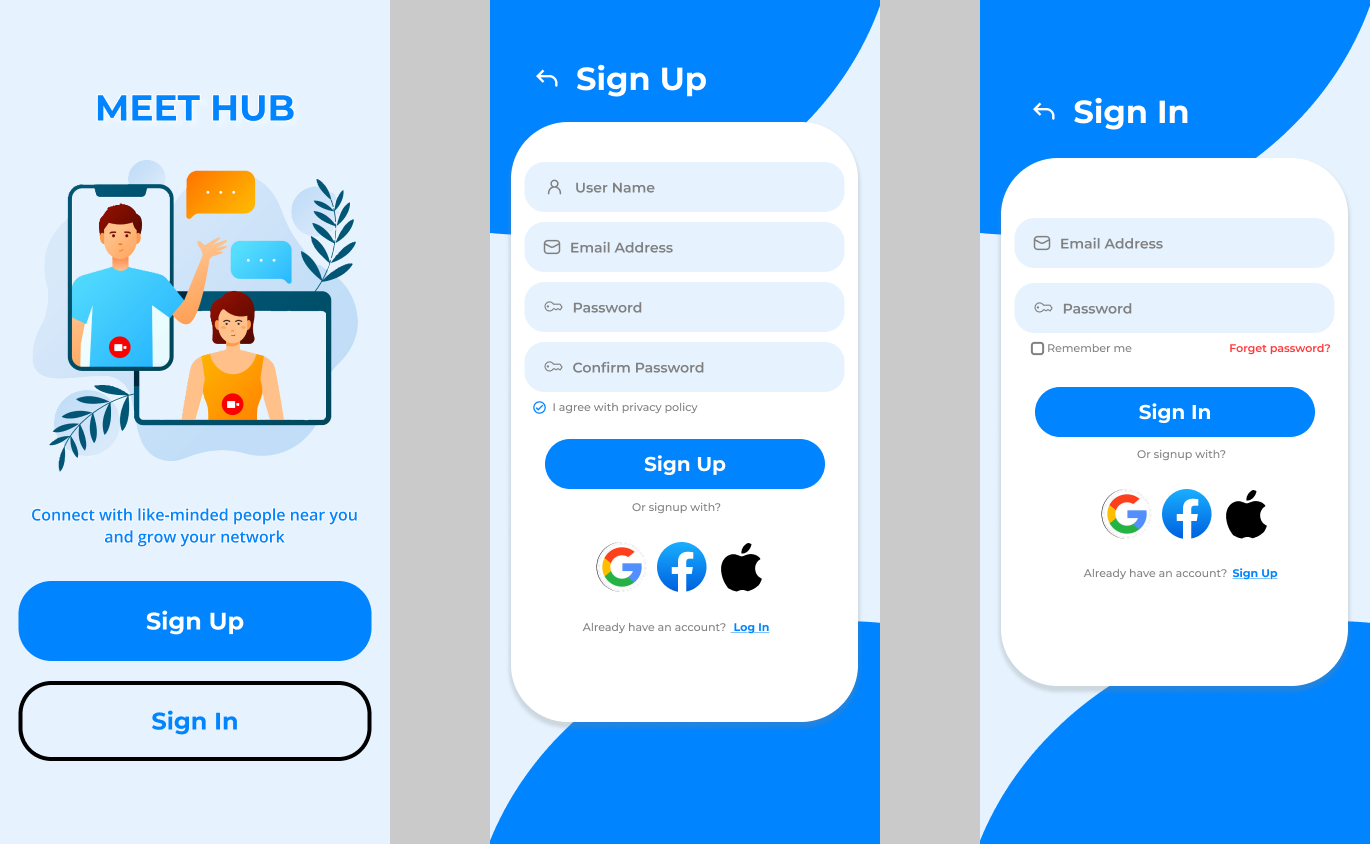 MEET HUB
Connect with like-minded people near you
and grow your network
Sign Up
Sign In
Sign Up
User Name
Email Address
Password
Confirm Password
I agree with privacy policy
Sign Up
Or signup with?
Already have an account? Log In
Sign In
Email Address
Password
Remember me Forget password?
Sign In
Or signup with?
Already have an account? Sign Up